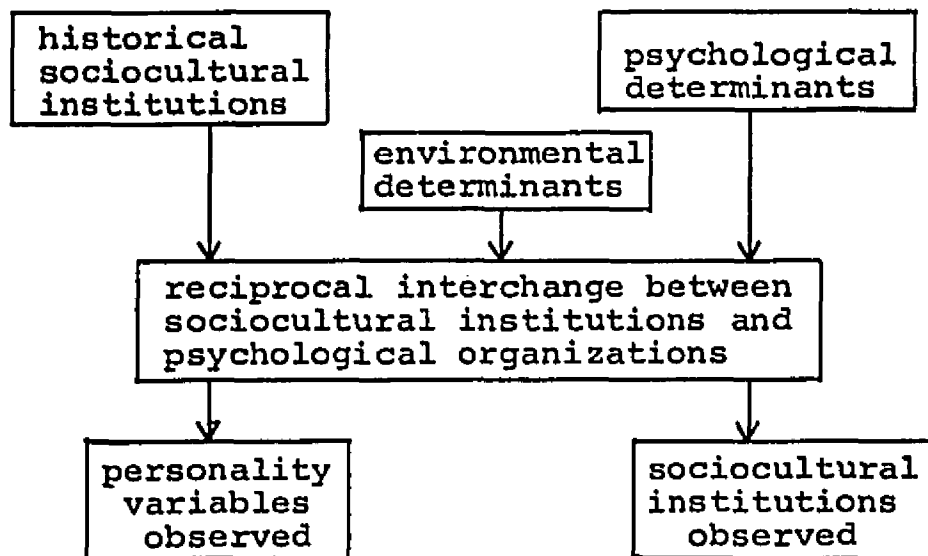 historical
sociocultural
institutions
psychological
determinants
environmental
determinants
reciprocal interchange between
sociocultural institutions and
psychological organizations
personality
variables
observed
sociocultural
institutions
observed